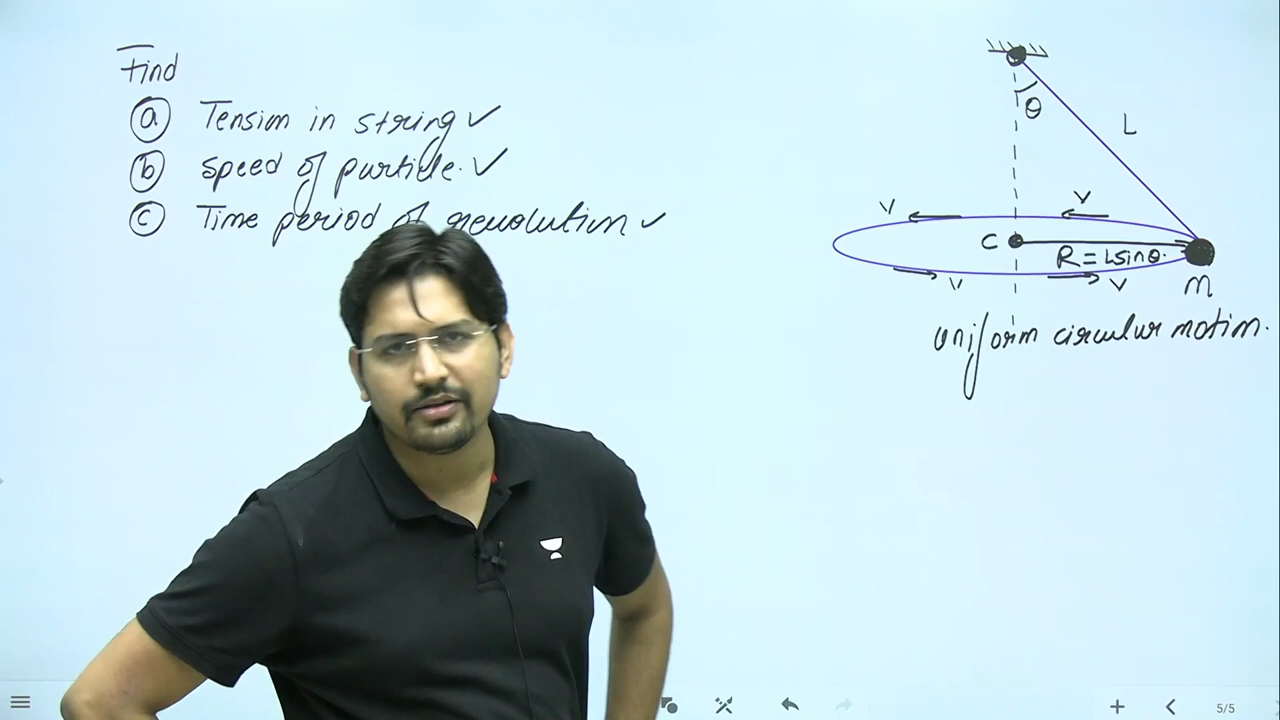 Find
(a) Tension in string ✓
(b) speed of particle. ✓
(c) Time period of revolution ✓
θ
L
V
V
C
R = Lsinθ.
V
V
m
uniform circular motion.
5/5